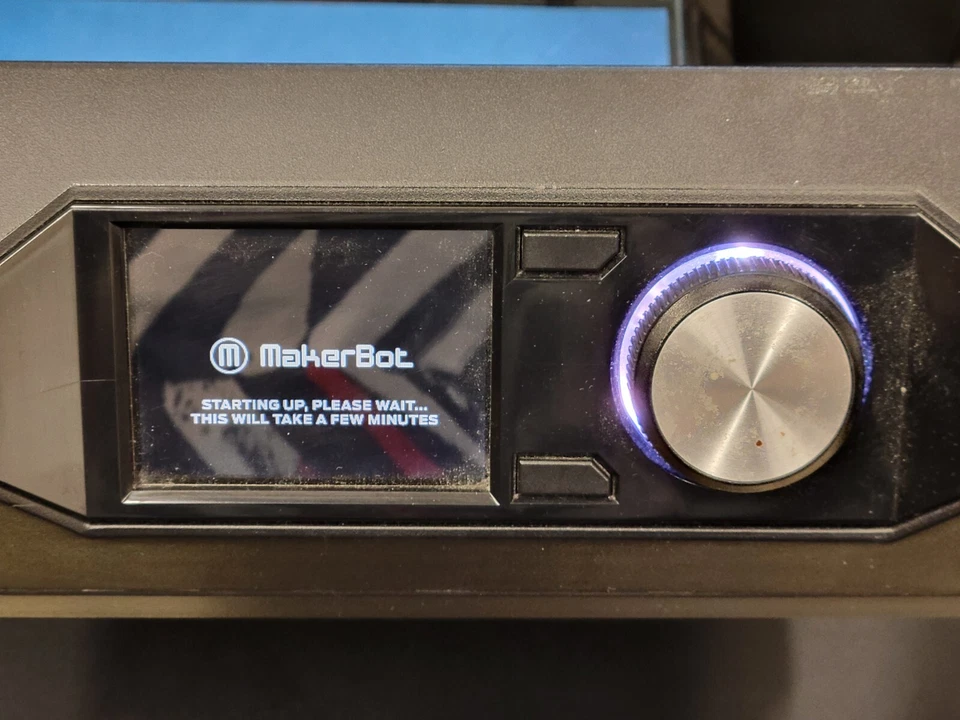 MakerBot
STARTING UP, PLEASE WAIT...
THIS WILL TAKE A FEW MINUTES